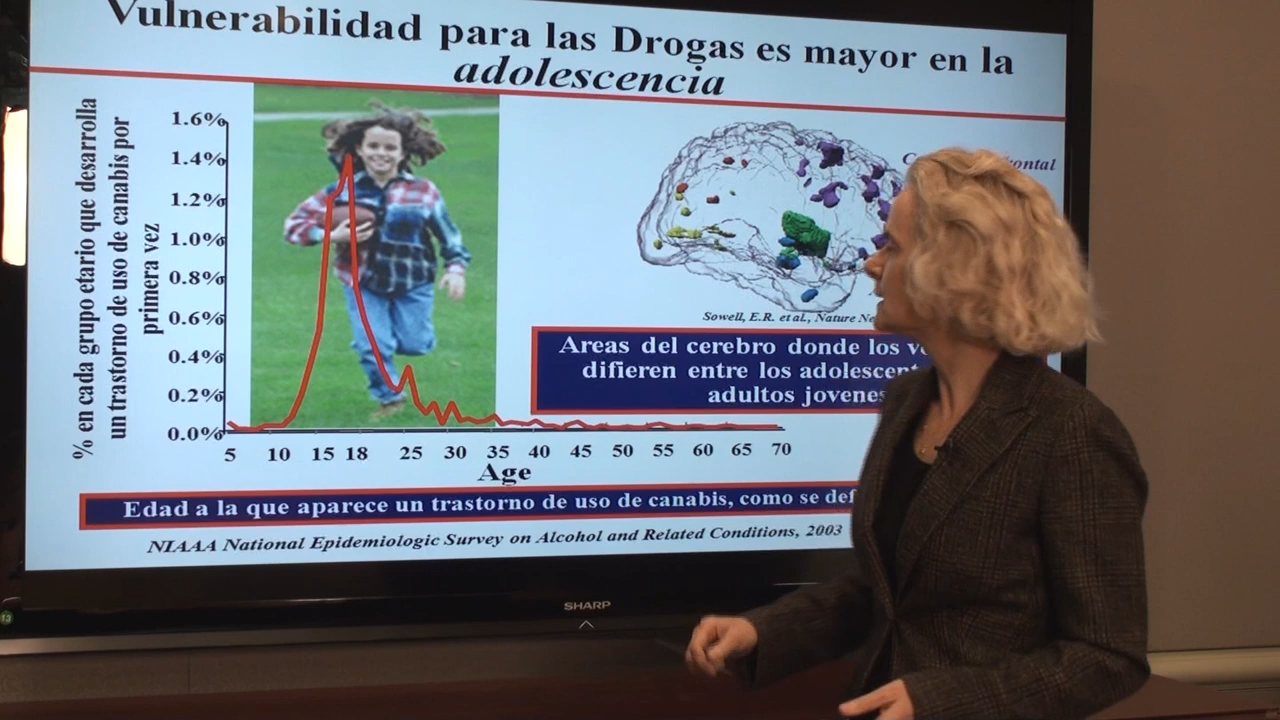 Vulnerabilidad para las Drogas es mayor en la
adolescencia
% en cada grupo etario que desarrolla
un trastorno de uso de canabis por
primera vez
1.6%
1.4%
1.2%
1.0%
0.8%
0.6%
0.4%
0.2%
0.0%
5 10 15 18 25 30 35 40 45 50 55 60 65 70
Age
Sowell, E.R. et al., Nature
Areas del cerebro donde los
difieren entre los
adultos jovenes
Edad a la que aparece un trastorno de uso de canabis, como se
NIAAA National Epidemiologic Survey on Alcohol and Related Conditions, 2003
SHARP